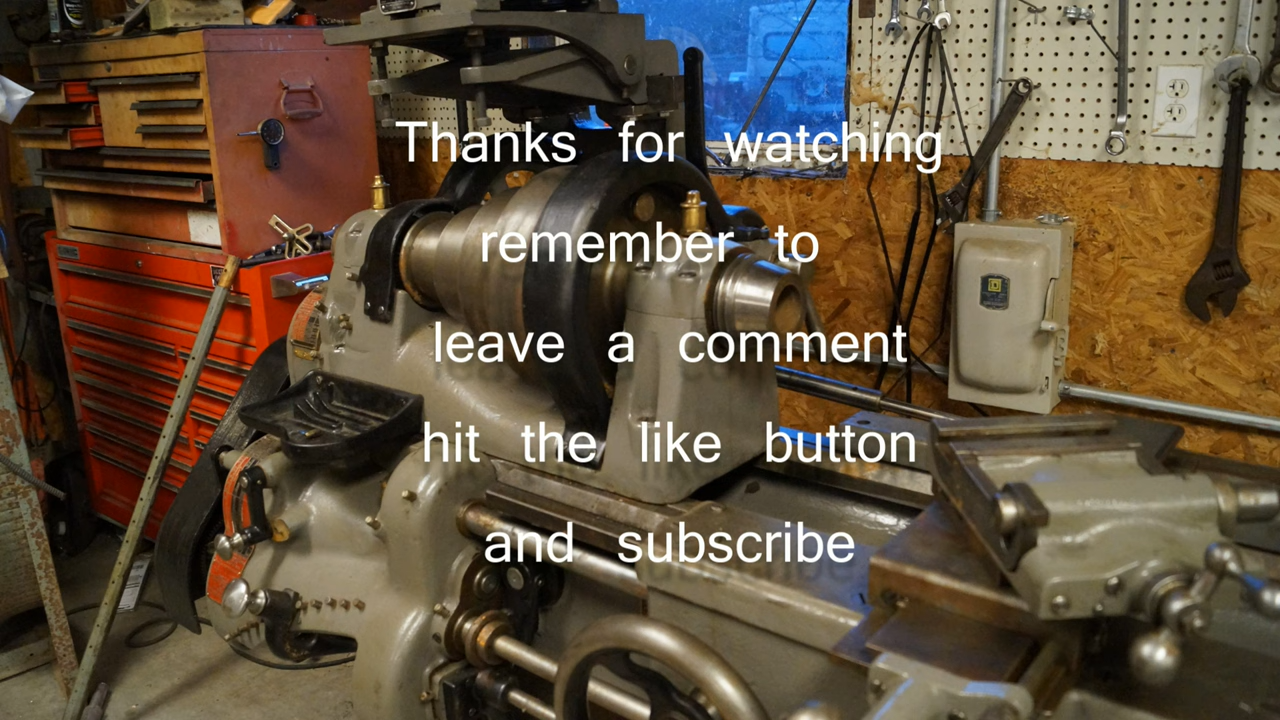 Thanks for watching
remember to
leave a comment
hit the like button
and subscribe